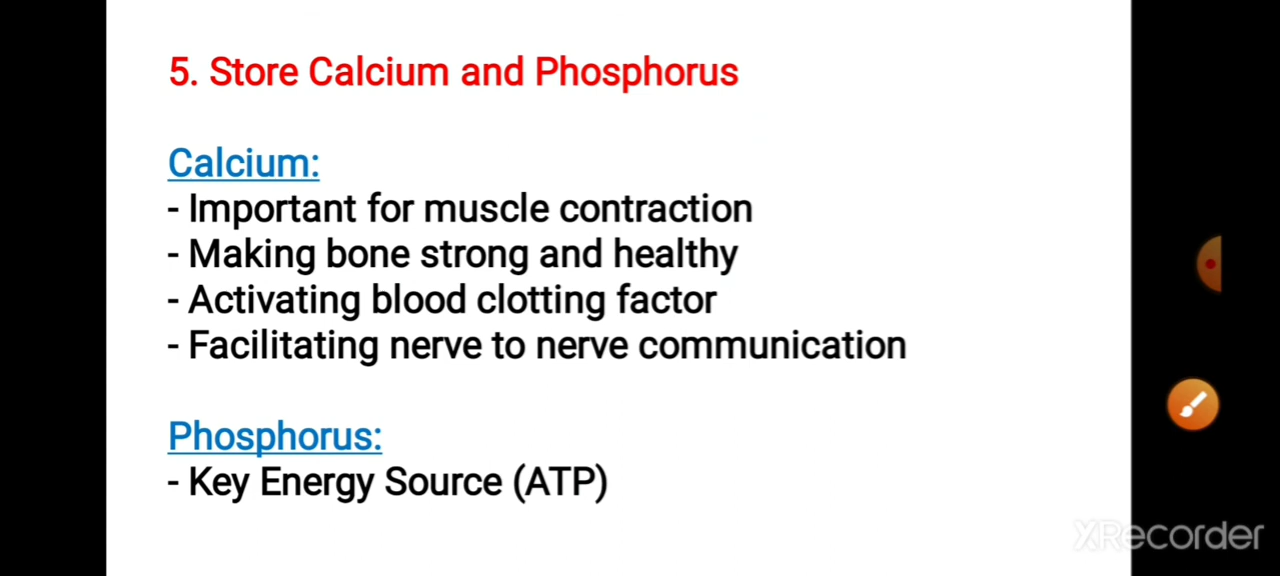 5. Store Calcium and Phosphorus
Calcium:
- Important for muscle contraction
- Making bone strong and healthy
- Activating blood clotting factor
- Facilitating nerve to nerve communication
Phosphorus:
- Key Energy Source (ATP)
XRecorder